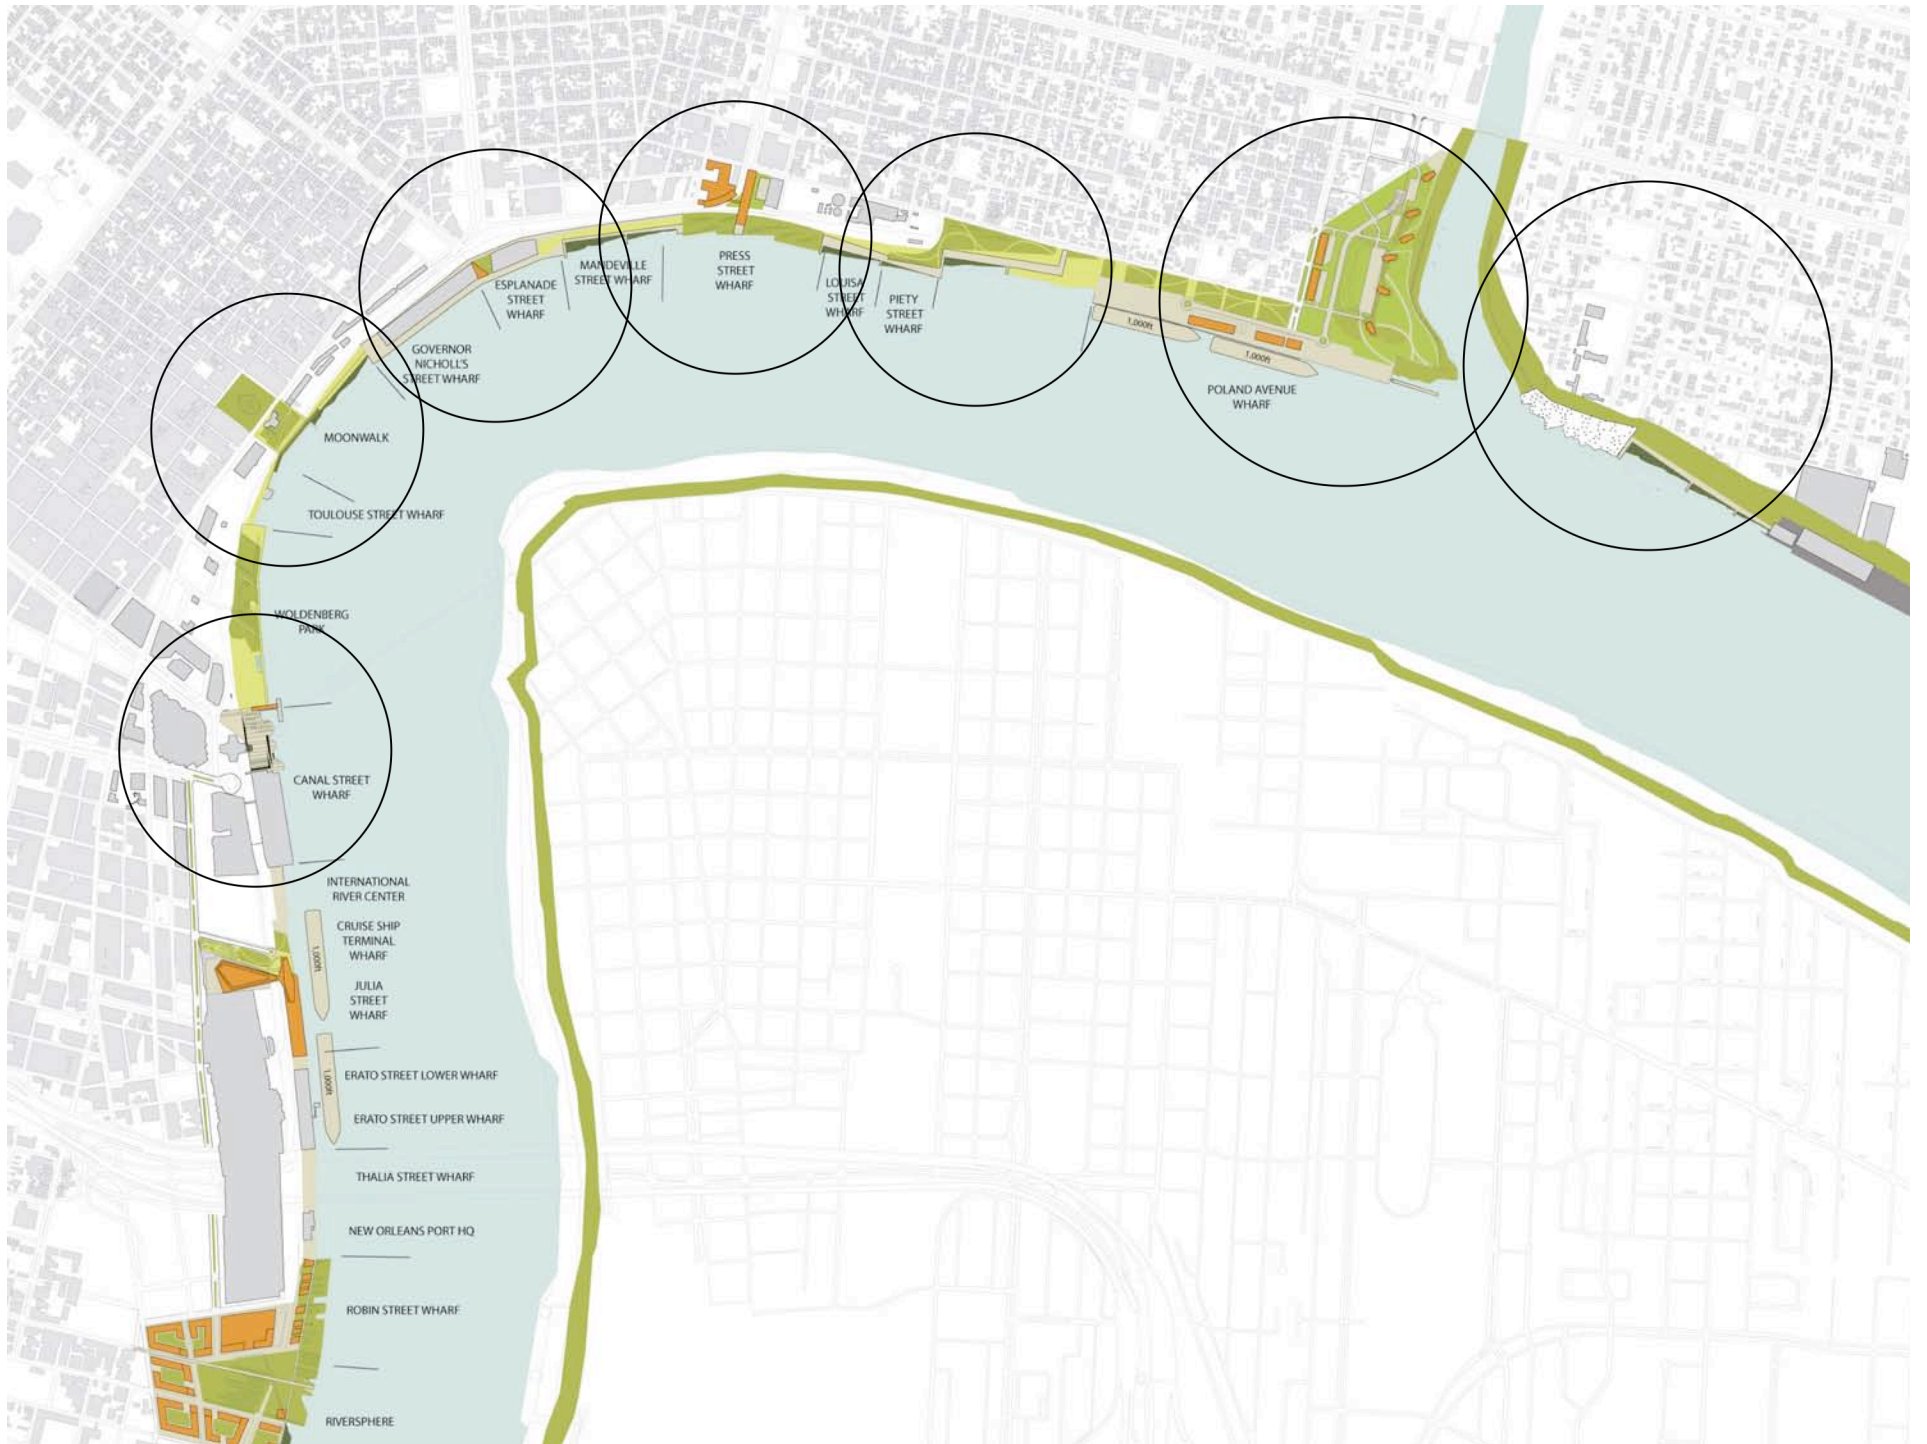 PRESS
STREET
WHARF
MANDEVILLE
STREET WHARF
ESPLANADE
STREET
WHARF
LOUISA
STREET
WHARF
PIETY
STREET
WHARF
1,000ft
1,000ft
POLAND AVENUE
WHARF
GOVERNOR
NICHOLL'S
STREET WHARF
MOONWALK
TOULOUSE STREET WHARF
WOLDENBERG
PARK
CANAL STREET
WHARF
INTERNATIONAL
RIVER CENTER
CRUISE SHIP
TERMINAL
WHARF
1,000ft
JULIA
STREET
WHARF
ERATO STREET LOWER WHARF
1,000ft
ERATO STREET UPPER WHARF
THALIA STREET WHARF
NEW ORLEANS PORT HQ
ROBIN STREET WHARF
RIVERSPHERE